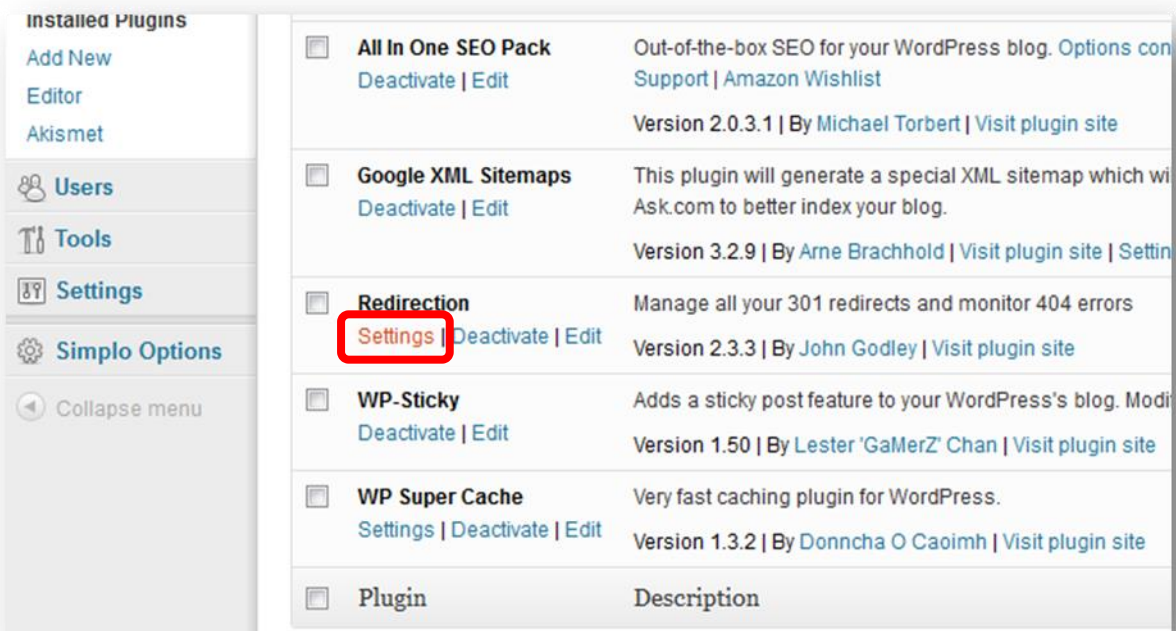 Installed Plugins
Add New
Editor
Akismet
Users
Tools
Settings
Simplo Options
Collapse menu
All In One SEO Pack
Deactivate | Edit
Out-of-the-box SEO for your WordPress blog. Options con
Support | Amazon Wishlist
Version 2.0.3.1 | By Michael Torbert | Visit plugin site
Google XML Sitemaps
Deactivate | Edit
This plugin will generate a special XML sitemap which wi
Ask.com to better index your blog.
Version 3.2.9 | By Arne Brachhold | Visit plugin site | Settin
Redirection
Settings | Deactivate | Edit
Manage all your 301 redirects and monitor 404 errors
Version 2.3.3 | By John Godley | Visit plugin site
WP-Sticky
Deactivate | Edit
Adds a sticky post feature to your WordPress's blog. Modi
Version 1.50 | By Lester 'GaMerZ' Chan | Visit plugin site
WP Super Cache
Settings | Deactivate | Edit
Very fast caching plugin for WordPress.
Version 1.3.2 | By Donncha O Caoimh | Visit plugin site
Plugin
Description